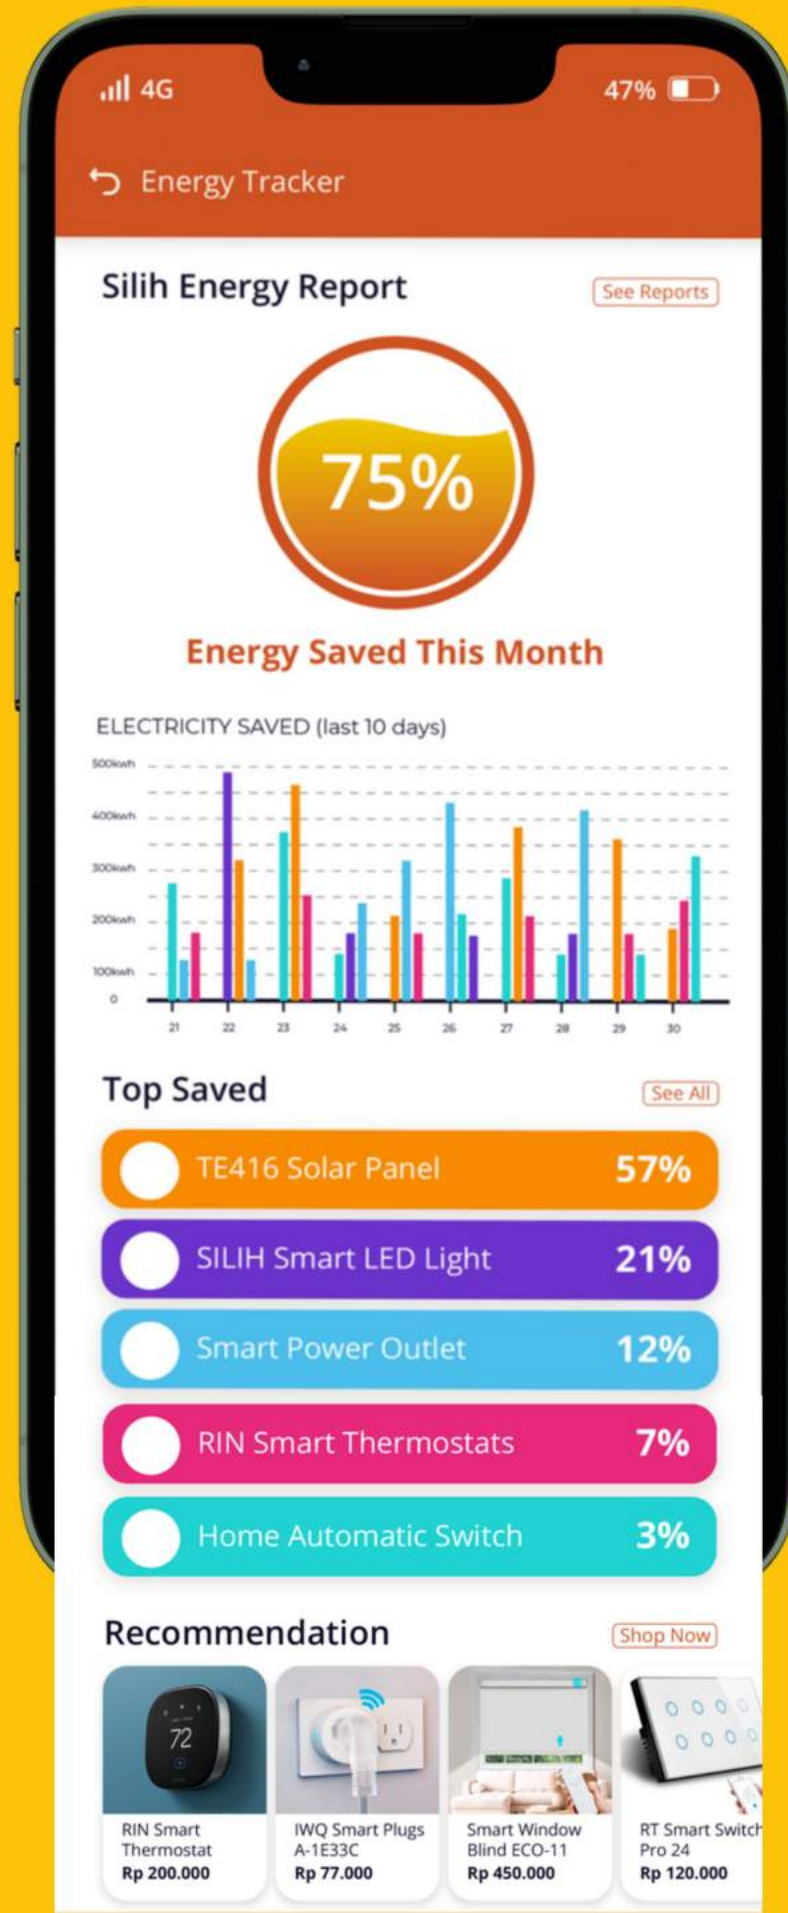 4G
47%
Energy Tracker
Silih Energy Report
See Reports
75%
Energy Saved This Month
ELECTRICITY SAVED (last 10 days)
500kwh
400kwh
300kwh
200kwh
100kwh
0
21 22 23 24 25 26 27 28 29 30
Top Saved
See All
TE416 Solar Panel 57%
SILIH Smart LED Light 21%
Smart Power Outlet 12%
RIN Smart Thermostats 7%
Home Automatic Switch 3%
Recommendation
Shop Now
72
RIN Smart
Thermostat
Rp 200.000
IWQ Smart Plugs
A-1E33C
Rp 77.000
Smart Window
Blind ECO-11
Rp 450.000
RT Smart Switch
Pro 24
Rp 120.000